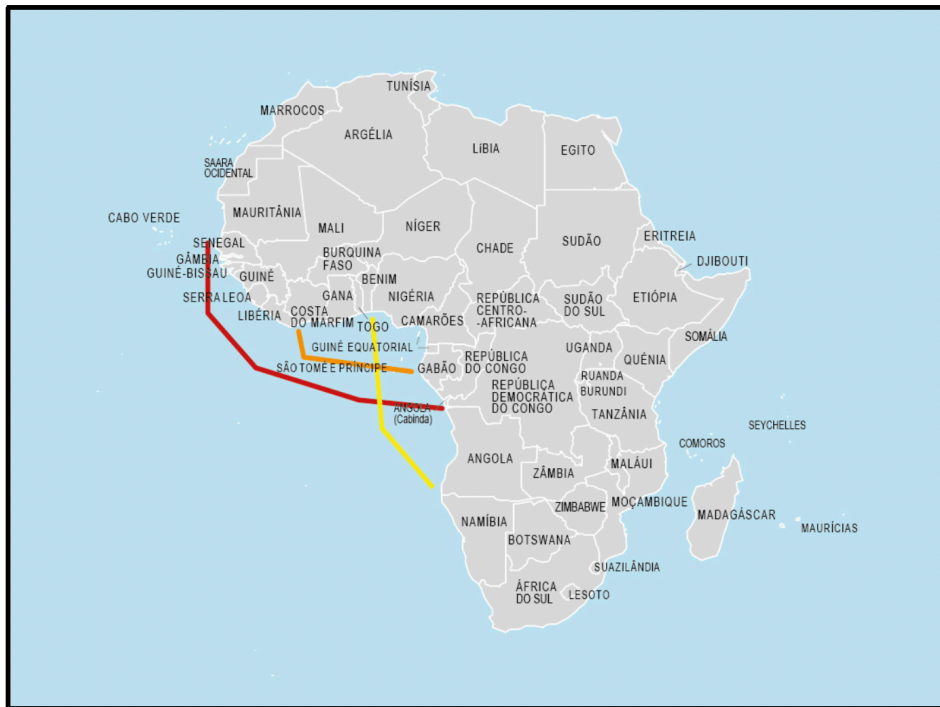 TUNÍSIA
MARROCOS
ARGÉLIA
LÍBIA
EGITO
SAARA
OCIDENTAL
CABO VERDE
MAURITÂNIA
MALI
NÍGER
CHADE
SUDÃO
ERITREIA
DJIBOUTI
SENEGAL
GÂMBIA
GUINÉ-BISSAU
GUINÉ
BURQUINA
FASO
BENIM
NIGÉRIA
GANA
SERRA LEOA
LIBÉRIA
COSTA
DO MARFIM
TOGO
CAMARÕES
REPÚBLICA
CENTRO-
-AFRICANA
SUDÃO
DO SUL
ETIÓPIA
SOMÁLIA
GUINÉ EQUATORIAL
SÃO TOMÉ E PRÍNCIPE
GABÃO
REPÚBLICA
DO CONGO
UGANDA
QUÉNIA
REPÚBLICA
DEMOCRÁTICA
DO CONGO
RUANDA
BURUNDI
TANZÂNIA
ANGOLA
(Cabinda)
SEYCHELLES
COMOROS
ANGOLA
ZÂMBIA
MALÁUI
MOÇAMBIQUE
ZIMBABWE
MADAGÁSCAR
MAURÍCIAS
NAMÍBIA
BOTSWANA
SUAZILÂNDIA
ÁFRICA
DO SUL
LESOTO